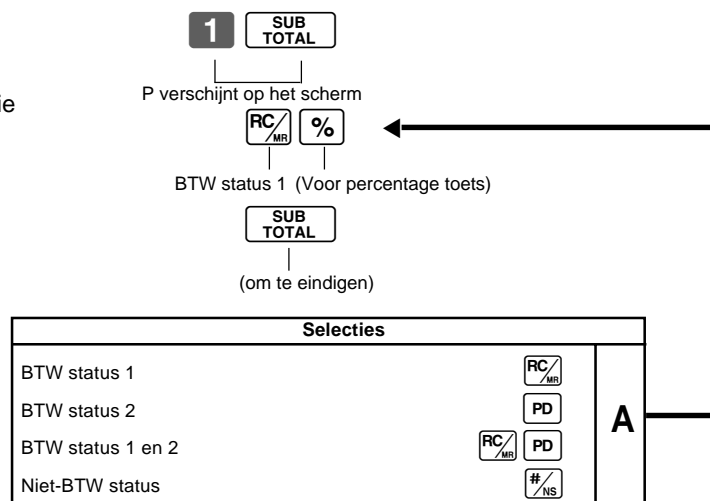 1 SUB TOTAL
ie
P verschijnt op het scherm
RC/MR %
BTW status 1 (Voor percentage toets)
SUB TOTAL
(om te eindigen)
Selecties
BTW status 1 RC/MR
BTW status 2 PD
A
BTW status 1 en 2 RC/MR PD
Niet-BTW status #/NS